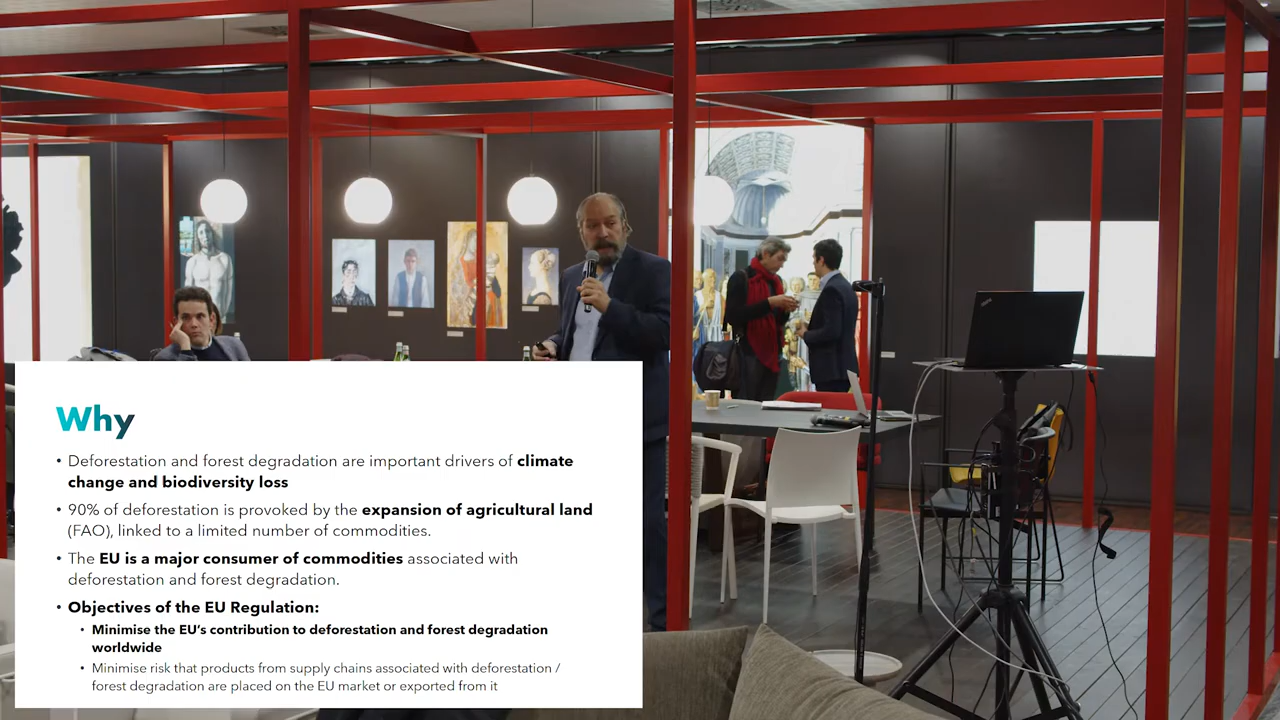 Why
• Deforestation and forest degradation are important drivers of climate
change and biodiversity loss
• 90% of deforestation is provoked by the expansion of agricultural land
(FAO), linked to a limited number of commodities.
• The EU is a major consumer of commodities associated with
deforestation and forest degradation.
• Objectives of the EU Regulation:
• Minimise the EU's contribution to deforestation and forest degradation
worldwide
• Minimise risk that products from supply chains associated with deforestation /
forest degradation are placed on the EU market or exported from it